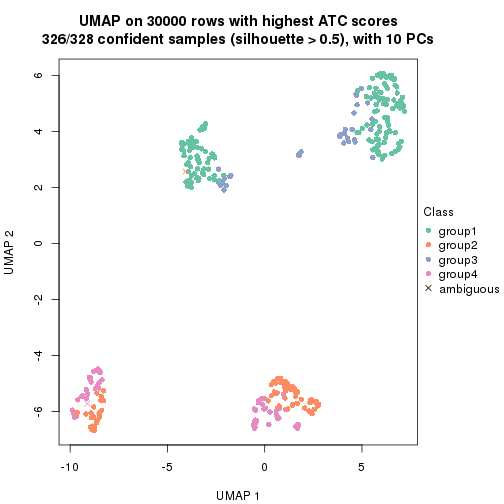 UMAP on 30000 rows with highest ATC scores
326/328 confident samples (silhouette > 0.5), with 10 PCs
6
4
2
0
-2
-4
-6
UMAP 2
-10
-5
0
5
UMAP 1
Class
group1
group2
group3
group4
ambiguous